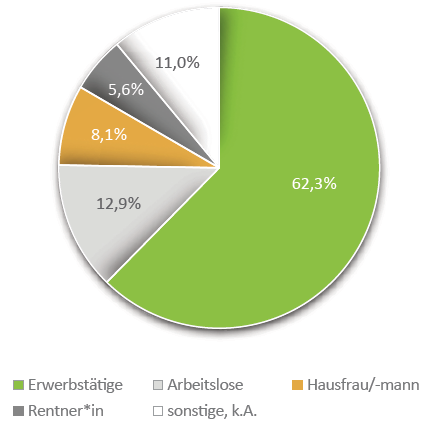 11,0%
5,6%
8,1%
62,3%
12,9%
Erwerbstätige Arbeitslose Hausfrau/-mann
Rentner*in sonstige, k.A.